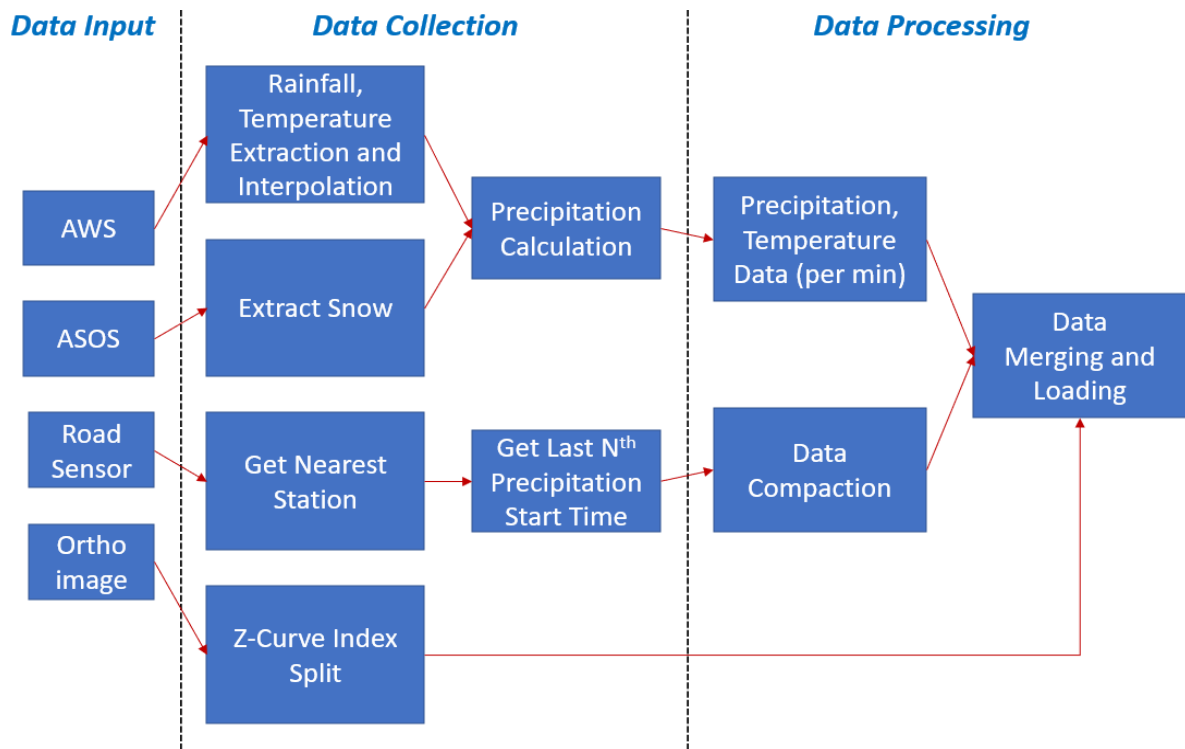 Data Input
Data Collection
Data Processing
Rainfall,
Temperature
Extraction and
Interpolation
AWS
Precipitation
Calculation
Precipitation,
Temperature
Data (per min)
Extract Snow
ASOS
Data
Merging and
Loading
Road
Sensor
Get Nearest
Station
Get Last Nth
Precipitation
Start Time
Data
Compaction
Ortho
image
Z-Curve Index
Split